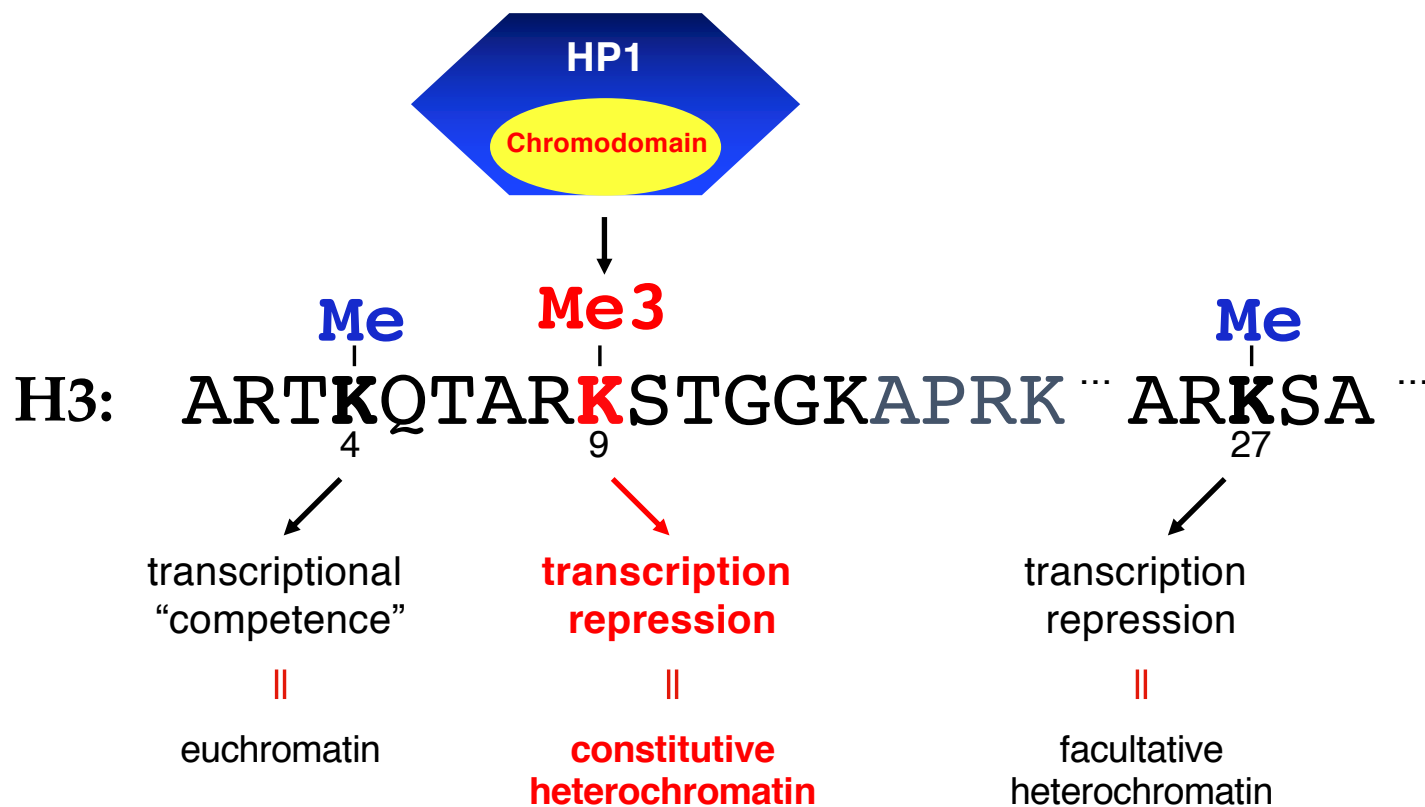 HP1
Chromodomain
Me Me3 Me
H3: ARTKQTARKSTGGKAPRK ... ARKSA ...
4 9 27
transcriptional transcription transcription
“competence” repression repression
|| || ||
euchromatin constitutive facultative
heterochromatin heterochromatin